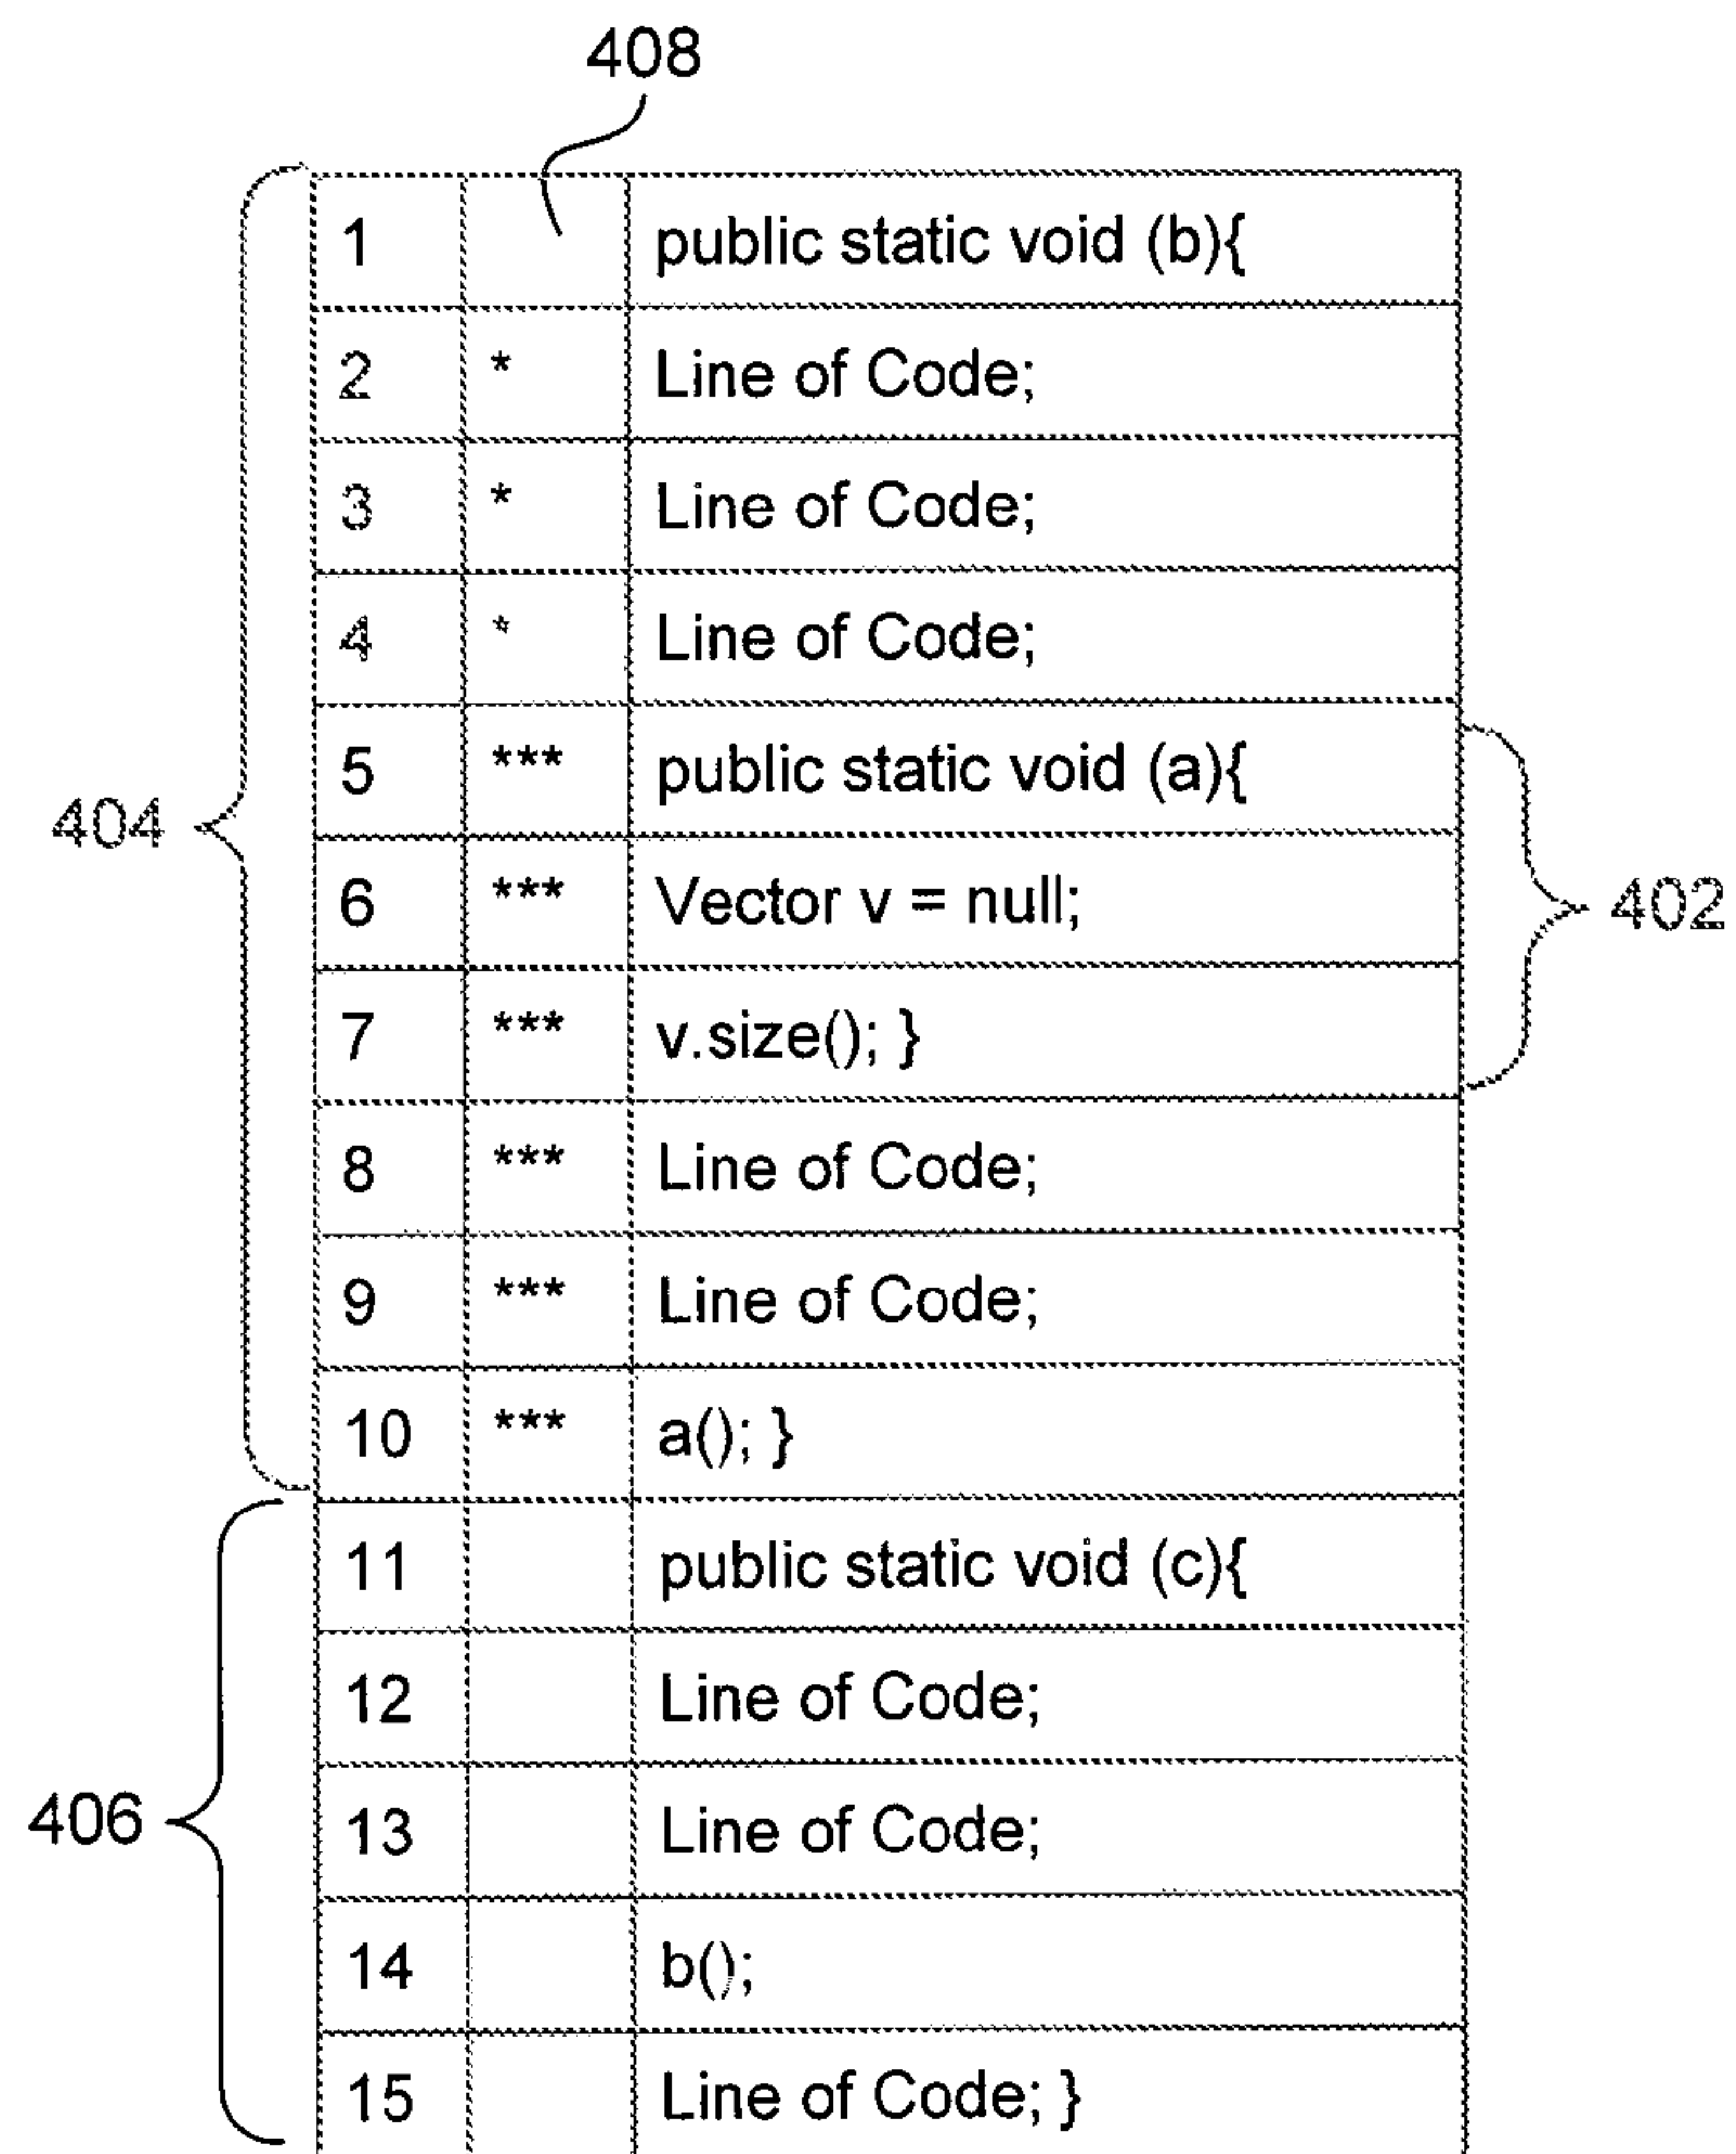 408
1 public static void (b){
2 * Line of Code;
3 * Line of Code;
4 * Line of Code;
5 *** public static void (a){
404
6 *** Vector v = null;
402
7 *** v.size(); }
8 *** Line of Code;
9 *** Line of Code;
10 *** a(); }
11 public static void (c){
12 Line of Code;
406
13 Line of Code;
14 b();
15 Line of Code; }